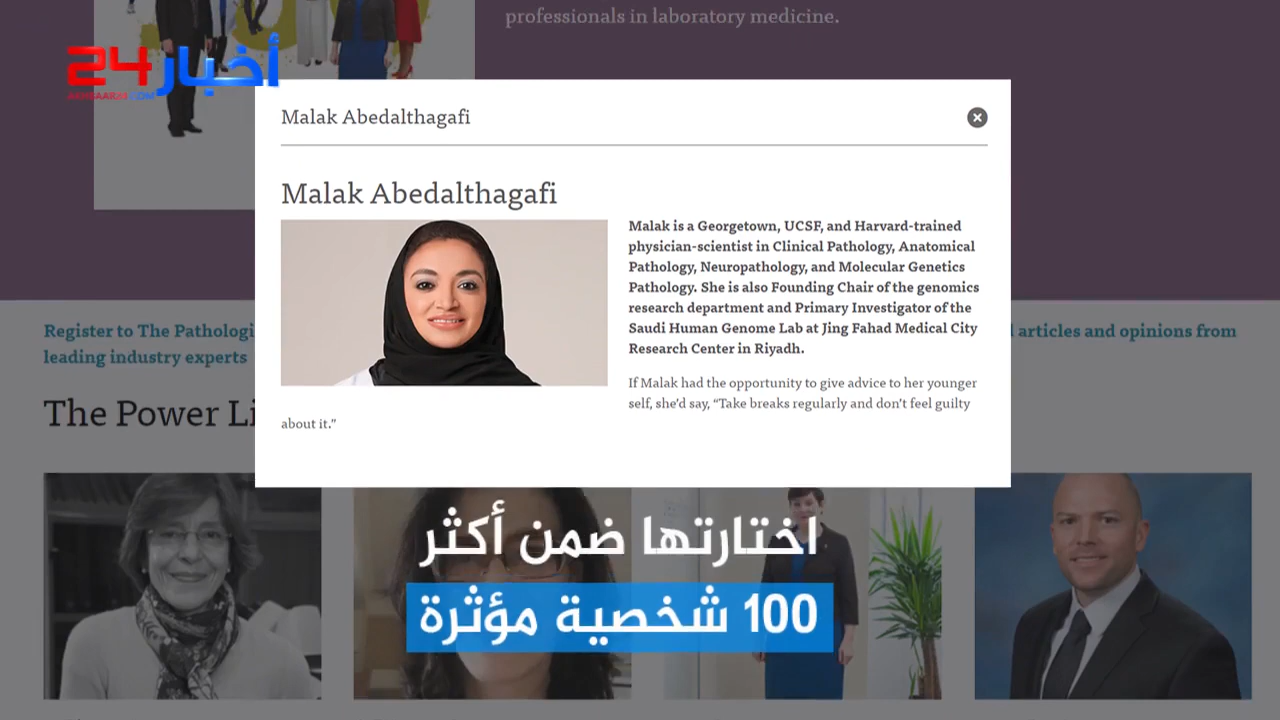 professionals in laboratory medicine.
24 أخبار
AKHBAAR24.COM
Malak Abedalthagafi
Malak Abedalthagafi
Malak is a Georgetown, UCSF, and Harvard-trained
physician-scientist in Clinical Pathology, Anatomical
Pathology, Neuropathology, and Molecular Genetics
Pathology. She is also Founding Chair of the genomics
research department and Primary Investigator of the
Saudi Human Genome Lab at Jing Fahad Medical City
Research Center in Riyadh.
If Malak had the opportunity to give advice to her younger
self, she'd say, “Take breaks regularly and don't feel guilty
about it.”
Register to The Pathologi
articles and opinions from
leading industry experts
The Power Li
اختارتها ضمن أكثر
100 شخصية مؤثرة